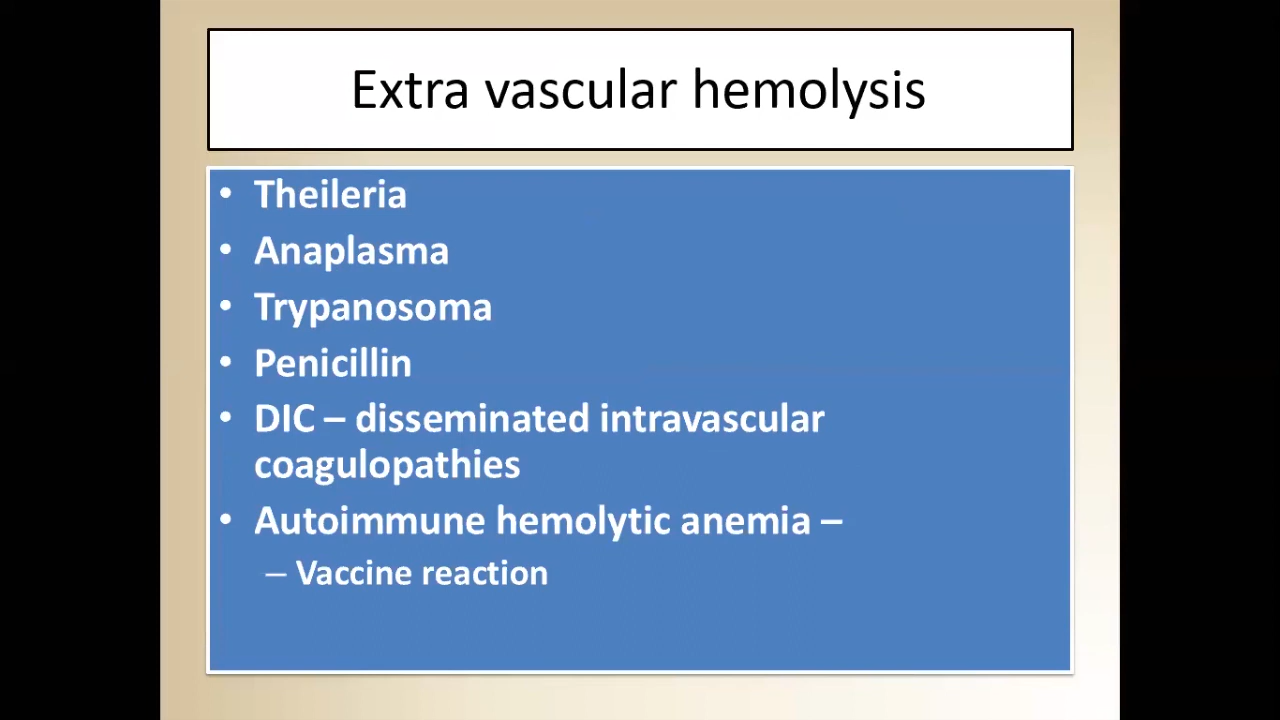 Extra vascular hemolysis
• Theileria
• Anaplasma
• Trypanosoma
• Penicillin
• DIC – disseminated intravascular
coagulopathies
• Autoimmune hemolytic anemia –
– Vaccine reaction